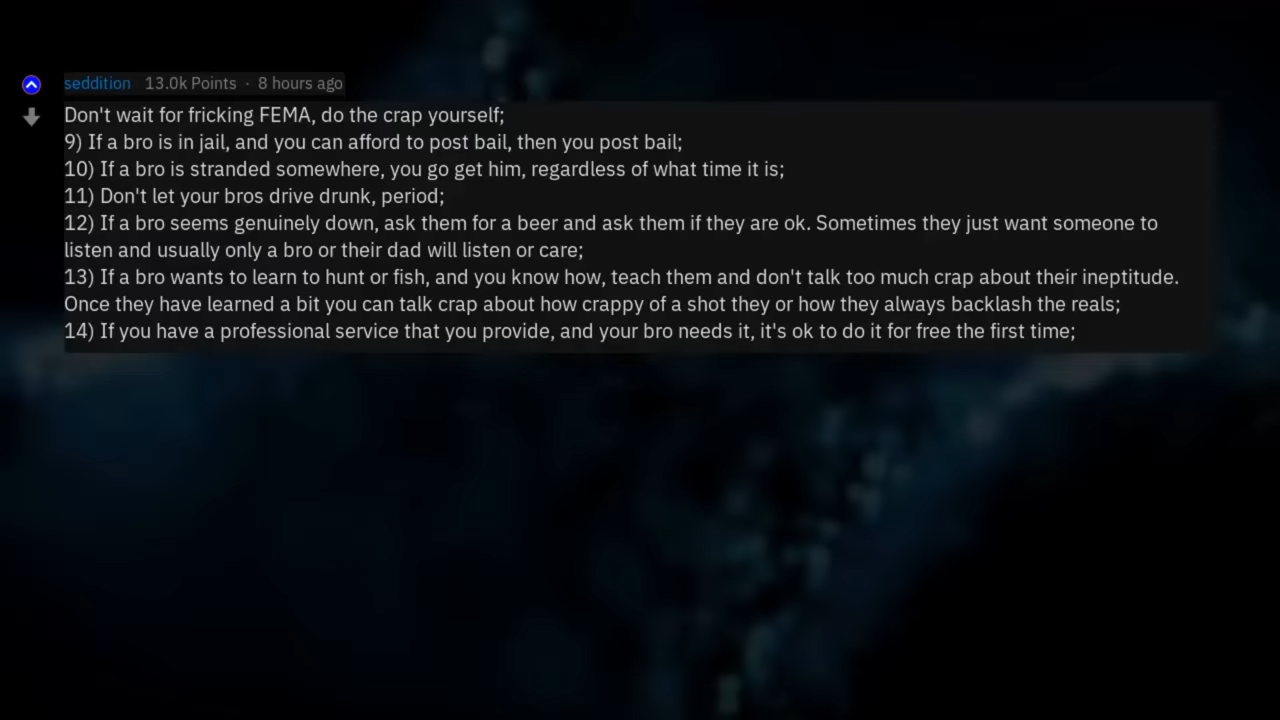 seddition 13.0k Points · 8 hours ago
Don't wait for fricking FEMA, do the crap yourself;
9) If a bro is in jail, and you can afford to post bail, then you post bail;
10) If a bro is stranded somewhere, you go get him, regardless of what time it is;
11) Don't let your bros drive drunk, period;
12) If a bro seems genuinely down, ask them for a beer and ask them if they are ok. Sometimes they just want someone to
listen and usually only a bro or their dad will listen or care;
13) If a bro wants to learn to hunt or fish, and you know how, teach them and don't talk too much crap about their ineptitude.
Once they have learned a bit you can talk crap about how crappy of a shot they or how they always backlash the reals;
14) If you have a professional service that you provide, and your bro needs it, it's ok to do it for free the first time;